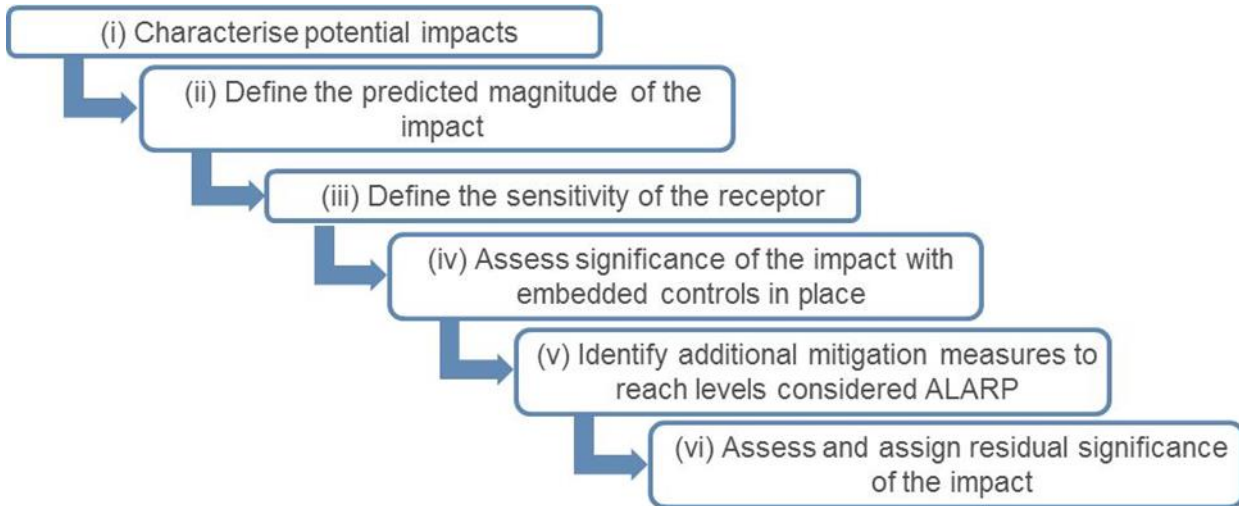 (i) Characterise potential impacts
(ii) Define the predicted magnitude of the
impact
(iii) Define the sensitivity of the receptor
(iv) Assess significance of the impact with
embedded controls in place
(v) Identify additional mitigation measures to
reach levels considered ALARP
(vi) Assess and assign residual significance
of the impact